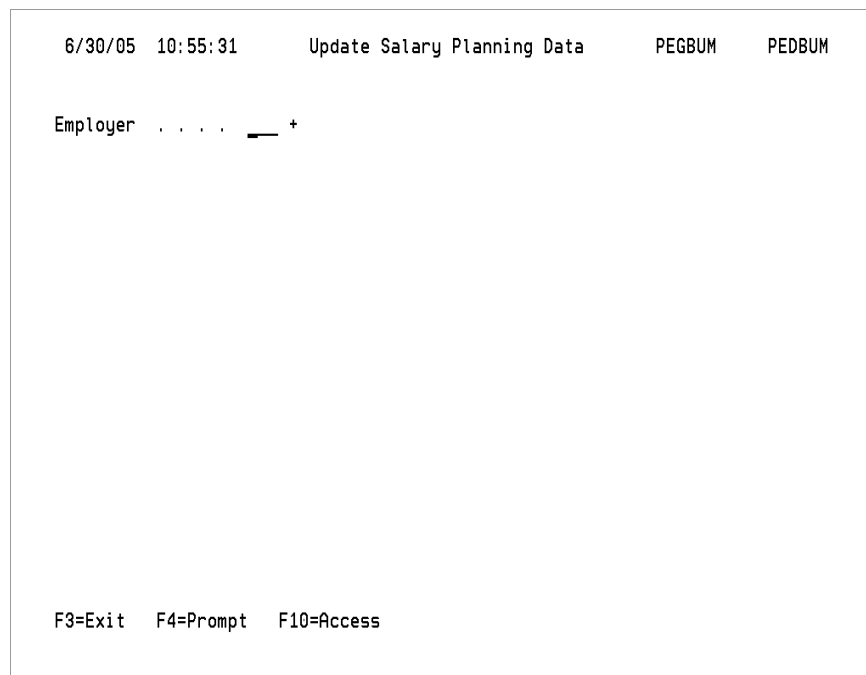 6/30/05 10:55:31 Update Salary Planning Data PEGBUM PEDBUM
Employer . . . . ___ +
F3=Exit F4=Prompt F10=Access